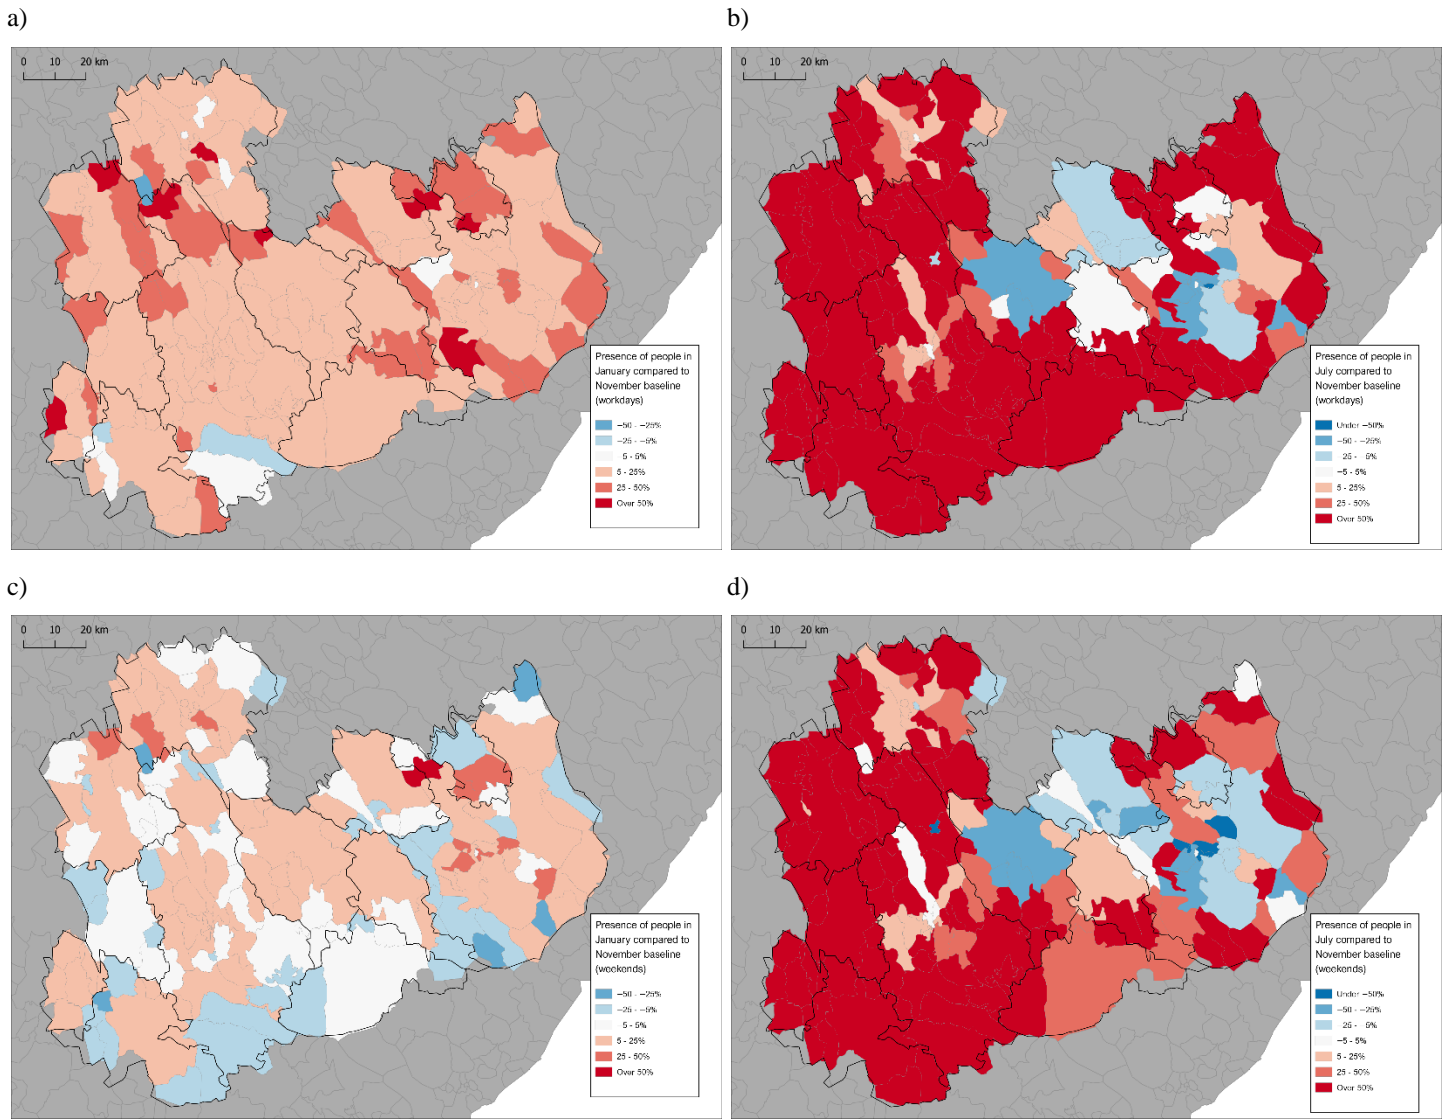 a)
b)
0 10 20 km
0 10 20 km
Presence of people in
January compared to
November baseline
(workdays)
−50 - −25%
−25 - −5%
5 - 5%
5 - 25%
25 - 50%
Over 50%
Presence of people in
July compared to
November baseline
(workdays)
Under −50%
−50 - −25%
25 - 5%
−5 - 5%
5 - 25%
25 - 50%
Over 50%
c)
d)
0 10 20 km
0 10 20 km
Presence of people in
January compared to
November baseline
(weekends)
−50 - −25%
−25 - −5%
5 - 5%
5 - 25%
25 - 50%
Over 50%
Presence of people in
July compared to
November baseline
(weekends)
Under −50%
−50 - −25%
25 - 5%
−5 - 5%
5 - 25%
25 - 50%
Over 50%